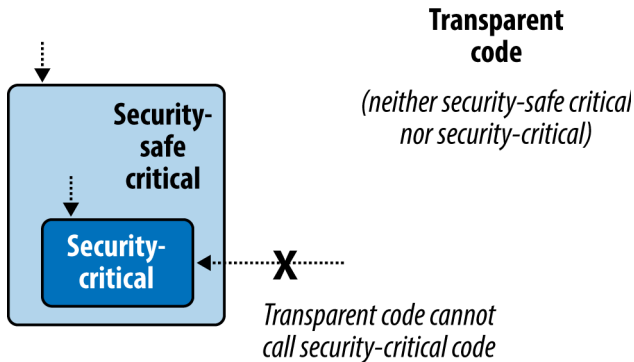 Transparent
code
(neither security-safe critical
nor security-critical)
Security-
safe
critical
Security-
critical
X
Transparent code cannot
call security-critical code